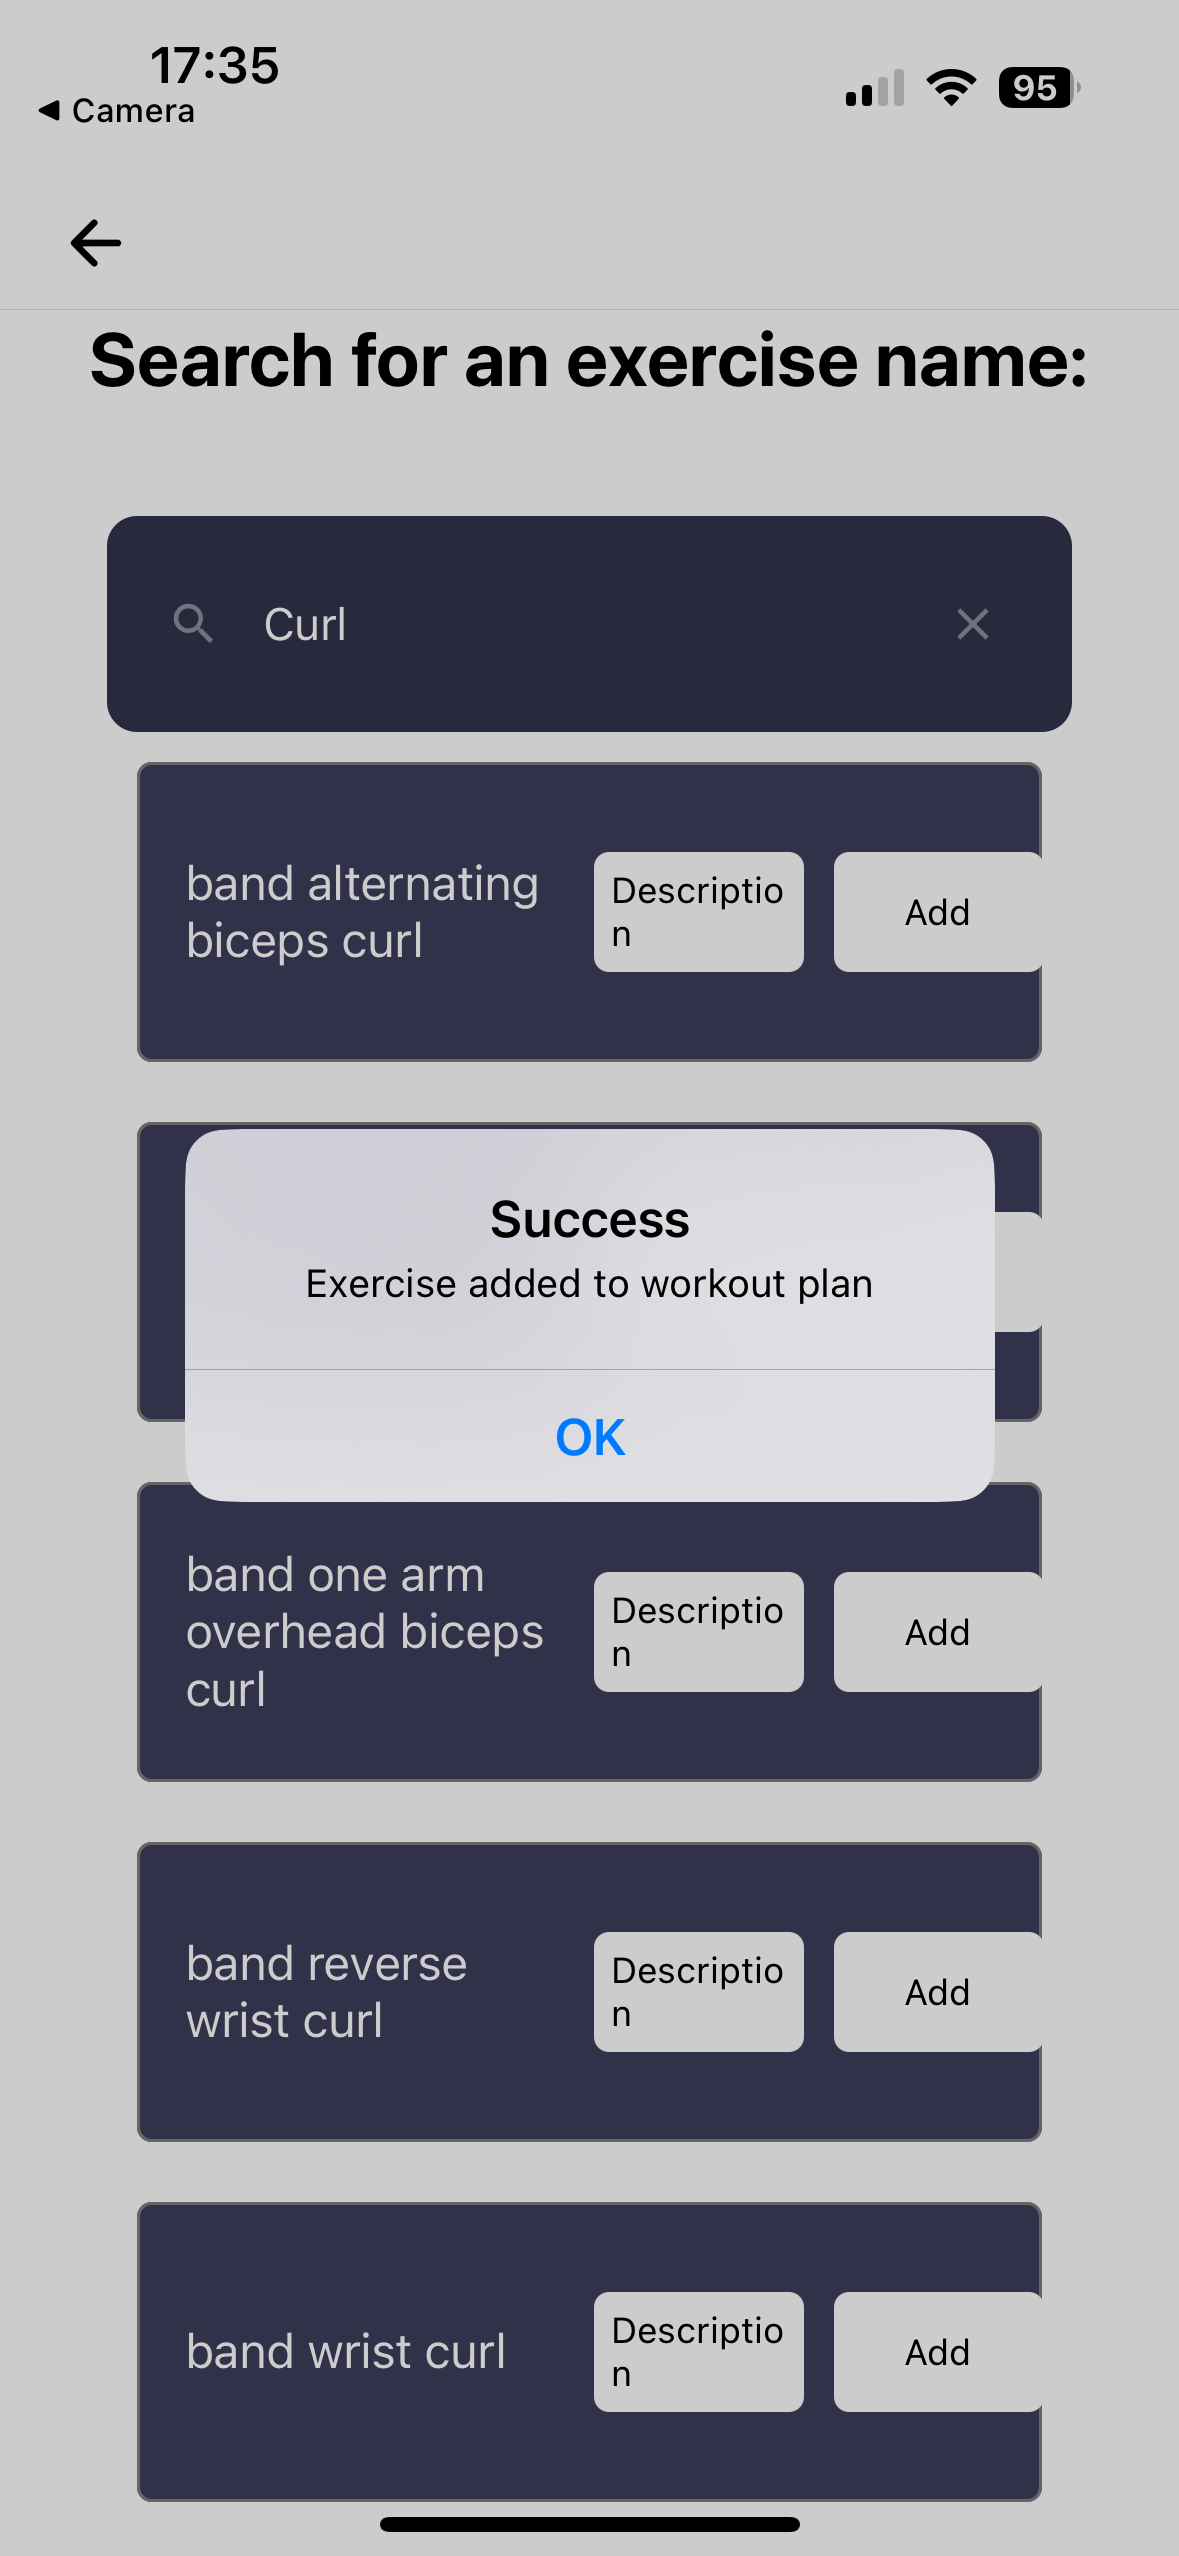 17:35
95
Camera
Search for an exercise name:
Curl
band alternating
biceps curl
Descriptio
n
Add
Success
Exercise added to workout plan
OK
band one arm
overhead biceps
curl
Descriptio
n
Add
band reverse
wrist curl
Descriptio
n
Add
band wrist curl
Descriptio
n
Add